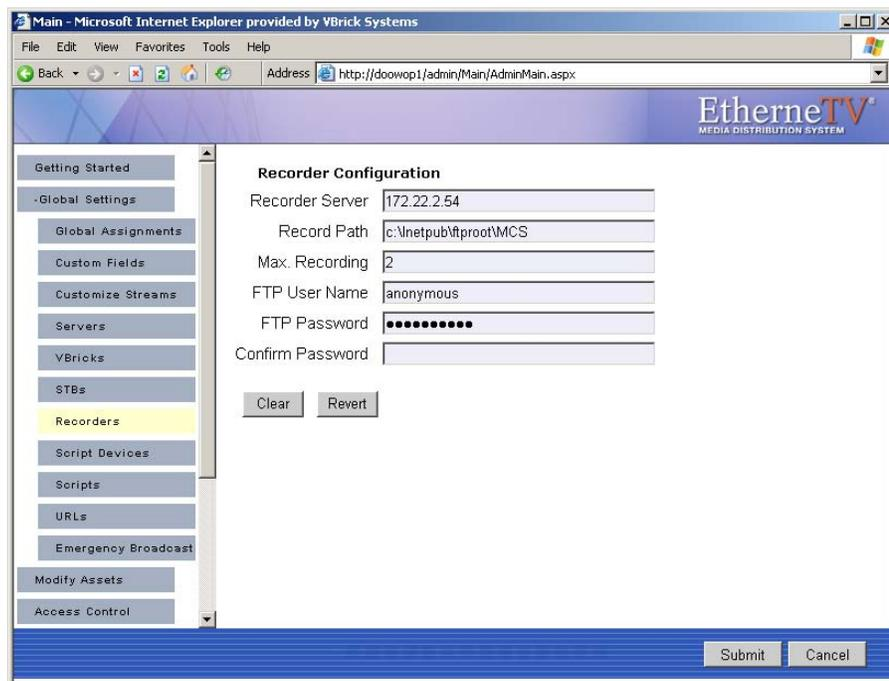 Main - Microsoft Internet Explorer provided by VBrick Systems
File Edit View Favorites Tools Help
Back Address http://doowop1/admin/Main/AdminMain.aspx
EtherneTV®
MEDIA DISTRIBUTION SYSTEM
Getting Started
-Global Settings
Global Assignments
Custom Fields
Customize Streams
Servers
VBricks
STBs
Recorders
Script Devices
Scripts
URLs
Emergency Broadcast
Modify Assets
Access Control
Recorder Configuration
Recorder Server 172.22.2.54
Record Path c:\Inetpub\ftproot\MCS
Max. Recording 2
FTP User Name anonymous
FTP Password ●●●●●●●●●●
Confirm Password
Clear Revert
Submit Cancel